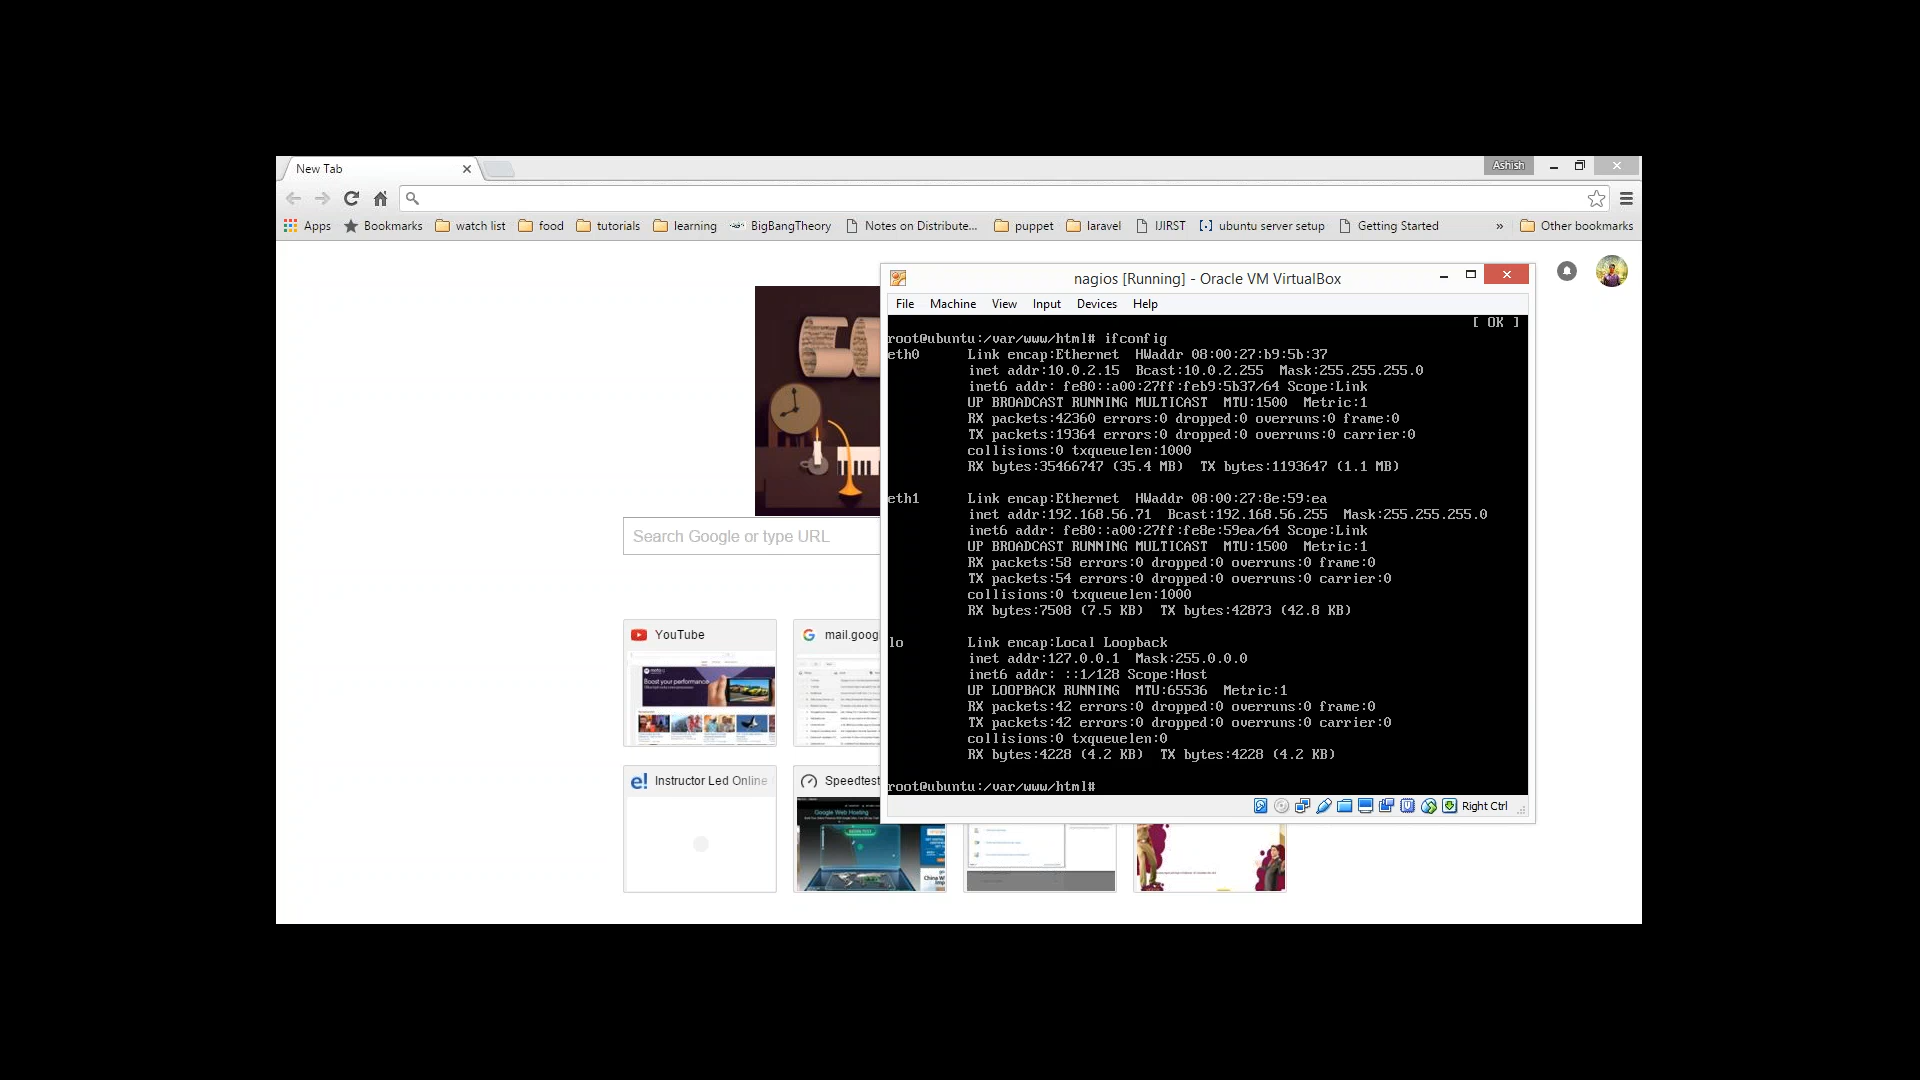 New Tab
Ashish
Apps Bookmarks watch list food tutorials learning BigBangTheory Notes on Distribute... puppet laravel IJIRST ubuntu server setup Getting Started » Other bookmarks
nagios [Running] - Oracle VM VirtualBox
File Machine View Input Devices Help
[ OK ]
root@ubuntu:/var/www/html# ifconfig
eth0 Link encap:Ethernet HWaddr 08:00:27:b9:5b:37
inet addr:10.0.2.15 Bcast:10.0.2.255 Mask:255.255.255.0
inet6 addr: fe80::a00:27ff:feb9:5b37/64 Scope:Link
UP BROADCAST RUNNING MULTICAST MTU:1500 Metric:1
RX packets:42360 errors:0 dropped:0 overruns:0 frame:0
TX packets:19364 errors:0 dropped:0 overruns:0 carrier:0
collisions:0 txqueuelen:1000
RX bytes:35466747 (35.4 MB) TX bytes:1193647 (1.1 MB)
eth1 Link encap:Ethernet HWaddr 08:00:27:8e:59:ea
inet addr:192.168.56.71 Bcast:192.168.56.255 Mask:255.255.255.0
inet6 addr: fe80::a00:27ff:fe8e:59ea/64 Scope:Link
UP BROADCAST RUNNING MULTICAST MTU:1500 Metric:1
RX packets:58 errors:0 dropped:0 overruns:0 frame:0
TX packets:54 errors:0 dropped:0 overruns:0 carrier:0
collisions:0 txqueuelen:1000
RX bytes:7508 (7.5 KB) TX bytes:42873 (42.8 KB)
lo Link encap:Local Loopback
inet addr:127.0.0.1 Mask:255.0.0.0
inet6 addr: ::1/128 Scope:Host
UP LOOPBACK RUNNING MTU:65536 Metric:1
RX packets:42 errors:0 dropped:0 overruns:0 frame:0
TX packets:42 errors:0 dropped:0 overruns:0 carrier:0
collisions:0 txqueuelen:0
RX bytes:4228 (4.2 KB) TX bytes:4228 (4.2 KB)
root@ubuntu:/var/www/html#
Right Ctrl
Search Google or type URL
YouTube
mail.goog
Boost your performance
Instructor Led Online
Speedtest
Google Web Hosting